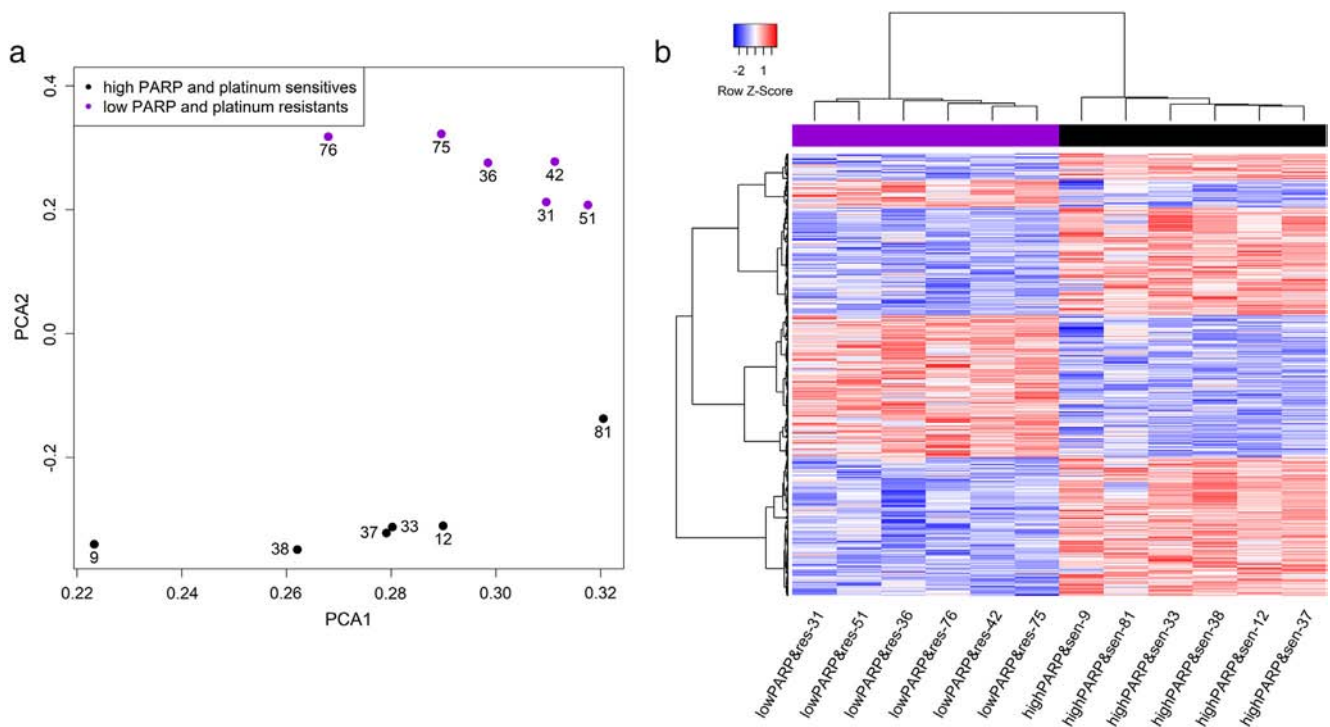 a
high PARP and platinum sensitives
low PARP and platinum resistants
0.4
0.2
0.0
-0.2
PCA2
76
75
36
42
31
51
81
9
38
37
33
12
0.22
0.24
0.26
0.28
0.30
0.32
PCA1
b
-2
1
Row Z-Score
lowPARP&res-31
lowPARP&res-51
lowPARP&res-36
lowPARP&res-76
lowPARP&res-42
lowPARP&res-75
highPARP&sen-9
highPARP&sen-81
highPARP&sen-33
highPARP&sen-38
highPARP&sen-12
highPARP&sen-37